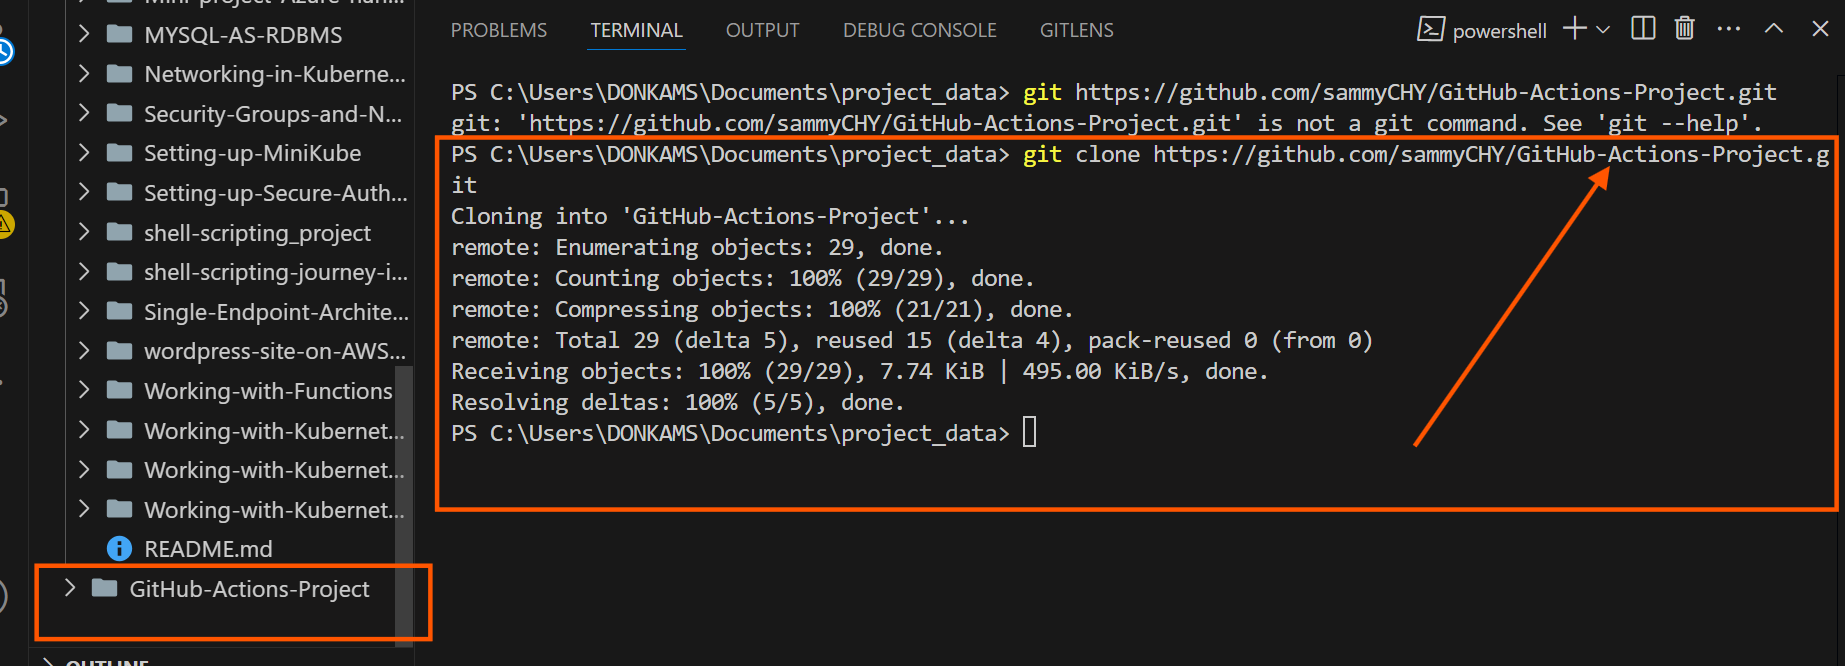 MYSQL-AS-RDBMS
Networking-in-Kuberne...
Security-Groups-and-N...
Setting-up-MiniKube
Setting-up-Secure-Auth...
shell-scripting_project
shell-scripting-journey-i...
Single-Endpoint-Archite...
wordpress-site-on-AWS...
Working-with-Functions
Working-with-Kubernet...
Working-with-Kubernet...
Working-with-Kubernet...
README.md
GitHub-Actions-Project
OUTLINE
PROBLEMS TERMINAL OUTPUT DEBUG CONSOLE GITLENS powershell
PS C:\Users\DONKAMS\Documents\project_data> git https://github.com/sammyCHY/GitHub-Actions-Project.git
git: 'https://github.com/sammyCHY/GitHub-Actions-Project.git' is not a git command. See 'git --help'.
PS C:\Users\DONKAMS\Documents\project_data> git clone https://github.com/sammyCHY/GitHub-Actions-Project.g
it
Cloning into 'GitHub-Actions-Project'...
remote: Enumerating objects: 29, done.
remote: Counting objects: 100% (29/29), done.
remote: Compressing objects: 100% (21/21), done.
remote: Total 29 (delta 5), reused 15 (delta 4), pack-reused 0 (from 0)
Receiving objects: 100% (29/29), 7.74 KiB | 495.00 KiB/s, done.
Resolving deltas: 100% (5/5), done.
PS C:\Users\DONKAMS\Documents\project_data>